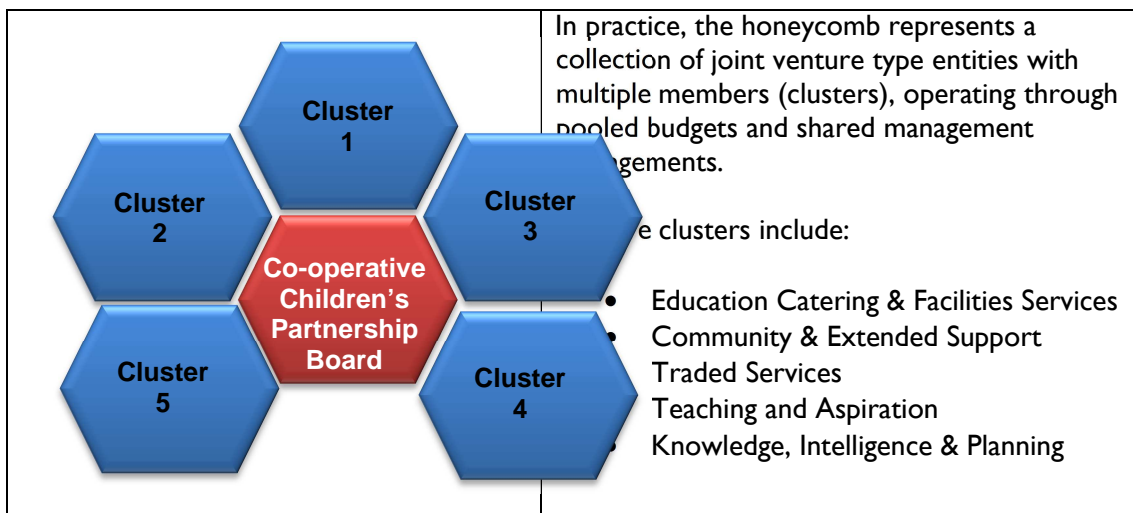 Cluster
1
Cluster
2
Cluster
3
Co-operative
Children's
Partnership
Board
Cluster
5
Cluster
4
In practice, the honeycomb represents a
collection of joint venture type entities with
multiple members (clusters), operating through
pooled budgets and shared management
gements.
e clusters include:
• Education Catering & Facilities Services
• Community & Extended Support
Traded Services
Teaching and Aspiration
• Knowledge, Intelligence & Planning